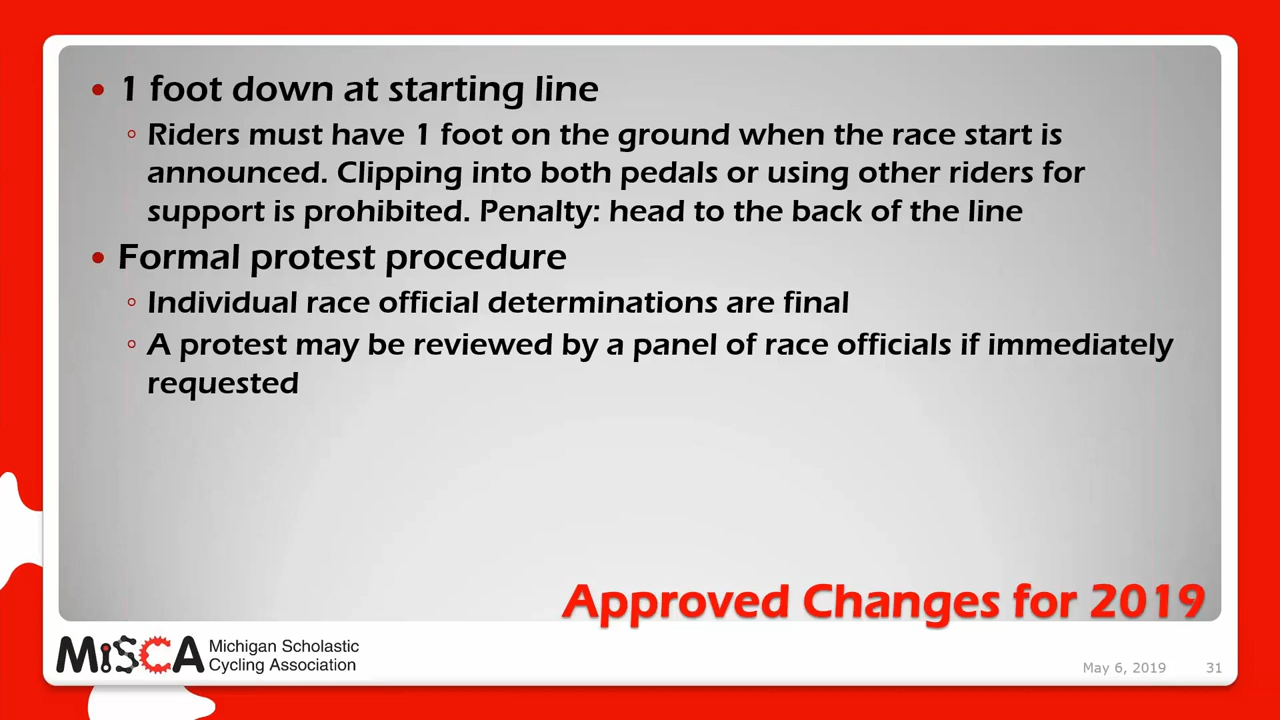 • 1 foot down at starting line
◦ Riders must have 1 foot on the ground when the race start is
announced. Clipping into both pedals or using other riders for
support is prohibited. Penalty: head to the back of the line
• Formal protest procedure
◦ Individual race official determinations are final
◦ A protest may be reviewed by a panel of race officials if immediately
requested
Approved Changes for 2019
MiSCA
Michigan Scholastic
Cycling Association
May 6, 2019
31